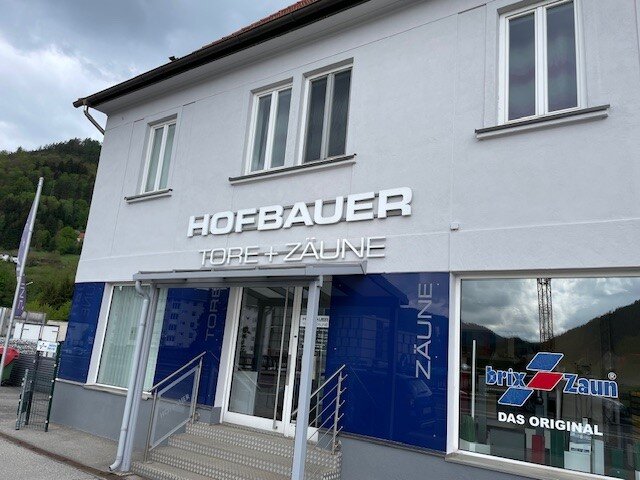 HOFBAUER
TORE + ZÄUNE
TORE
ZÄUNE
brix Zaun®
DAS ORIGINAL